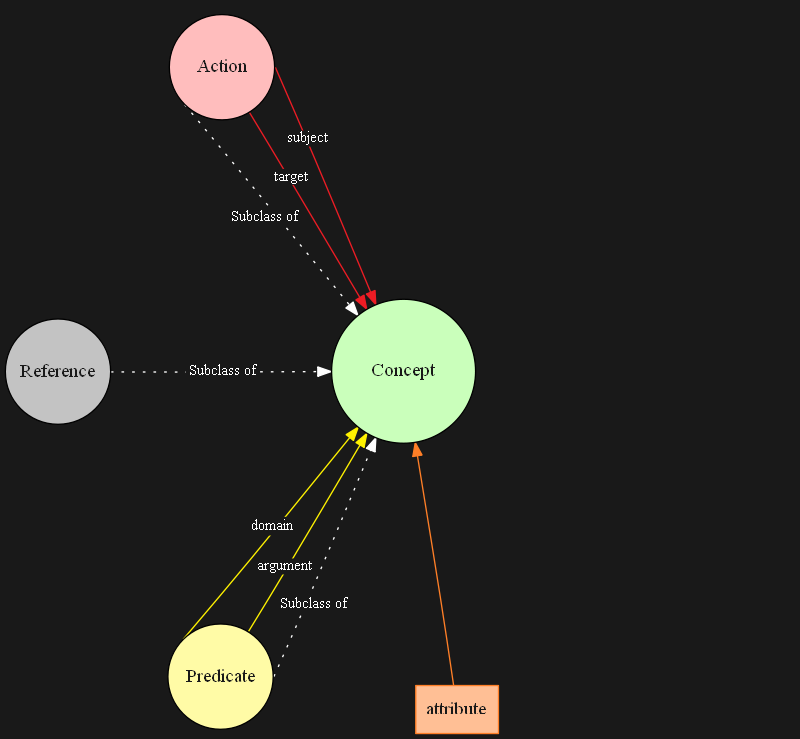 Action
subject
target
Subclass of
Reference
Subclass of
Concept
domain
argument
Subclass of
Predicate
attribute